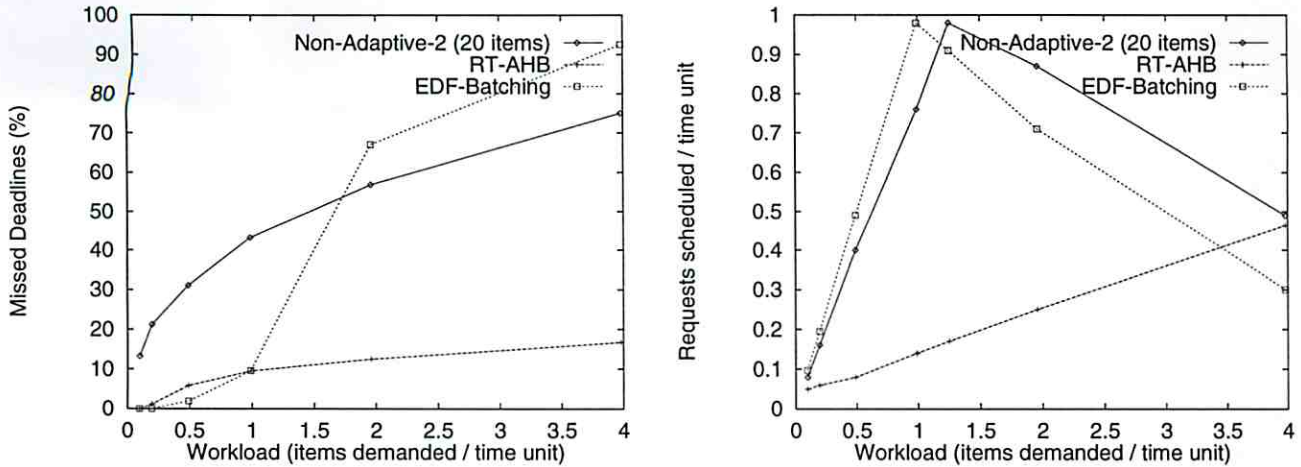 Missed Deadlines (%)
100
90
80
70
60
50
40
30
20
10
0
Non-Adaptive-2 (20 items)
RT-AHB
EDF-Batching
0 0.5 1 1.5 2 2.5 3 3.5 4
Workload (items demanded / time unit)
Requests scheduled / time unit
1
0.9
0.8
0.7
0.6
0.5
0.4
0.3
0.2
0.1
0
Non-Adaptive-2 (20 items)
RT-AHB
EDF-Batching
0 0.5 1 1.5 2 2.5 3 3.5 4
Workload (items demanded / time unit)